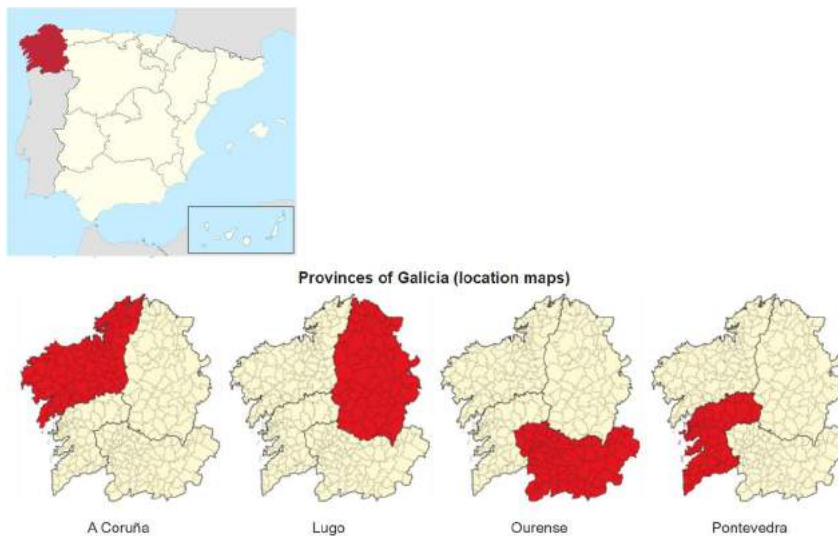 Provinces of Galicia (location maps)
A Coruña
Lugo
Ourense
Pontevedra